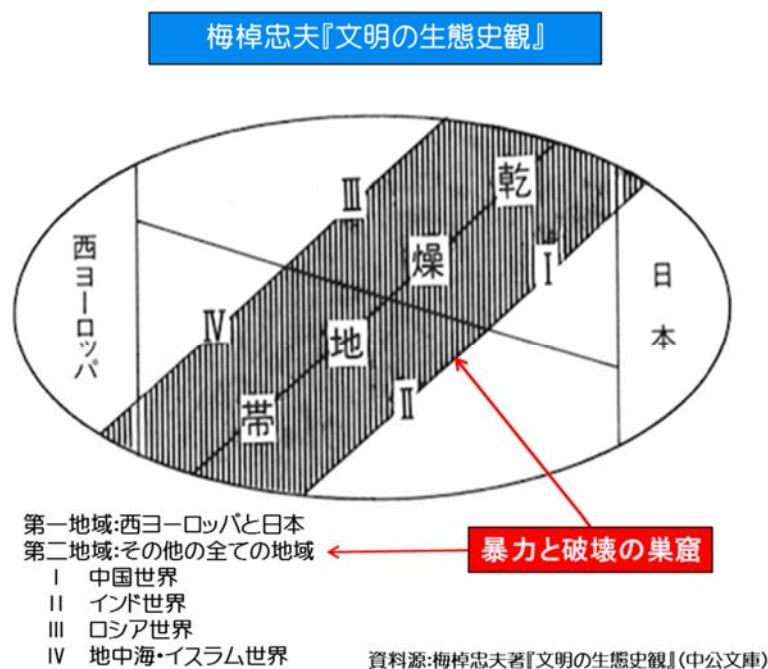 梅棹忠夫『文明の生態史観』
乾
燥
地
帯
Ⅲ
Ⅰ
Ⅳ
Ⅱ
西ヨーロッパ
日本
第一地域:西ヨーロッパと日本
第二地域:その他の全ての地域
暴力と破壊の巣窟
Ⅰ 中国世界
II インド世界
III ロシア世界
IV 地中海・イスラム世界
資料源:梅棹忠夫著『文明の生態史観』(中公文庫)